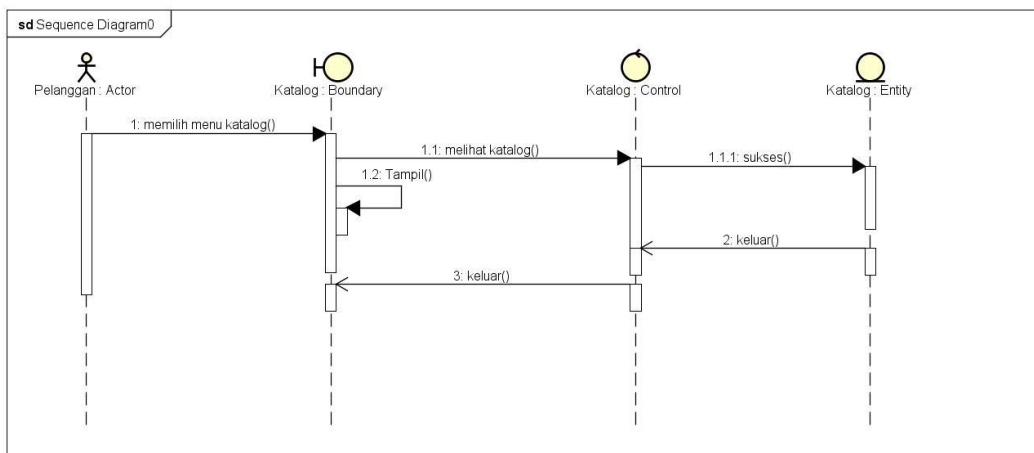 sd Sequence Diagram0
Pelanggan : Actor
Katalog : Boundary
Katalog : Control
Katalog : Entity
1: memilih menu katalog()
1.1: melihat katalog()
1.1.1: sukses()
1.2: Tampil()
2: keluar()
3: keluar()